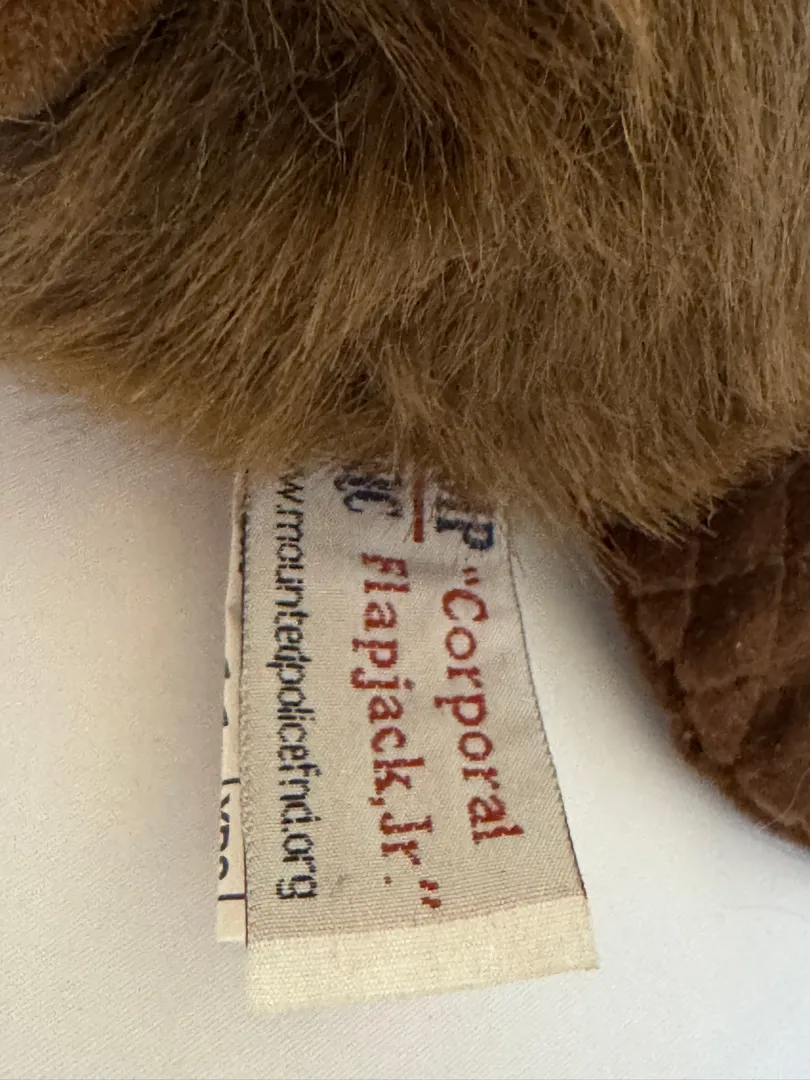 "Corporal
Flapjack, Jr."
w.mountedpolicefnd.org